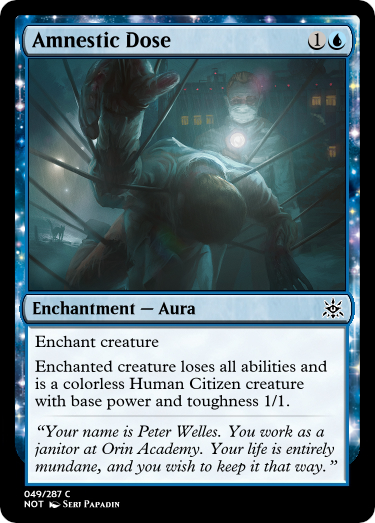 Amnestic Dose 1
Enchantment — Aura
Enchant creature
Enchanted creature loses all abilities and
is a colorless Human Citizen creature
with base power and toughness 1/1.
“Your name is Peter Welles. You work as a
janitor at Orin Academy. Your life is entirely
mundane, and you wish to keep it that way.”
049/287 C
NOT Seri Papadin